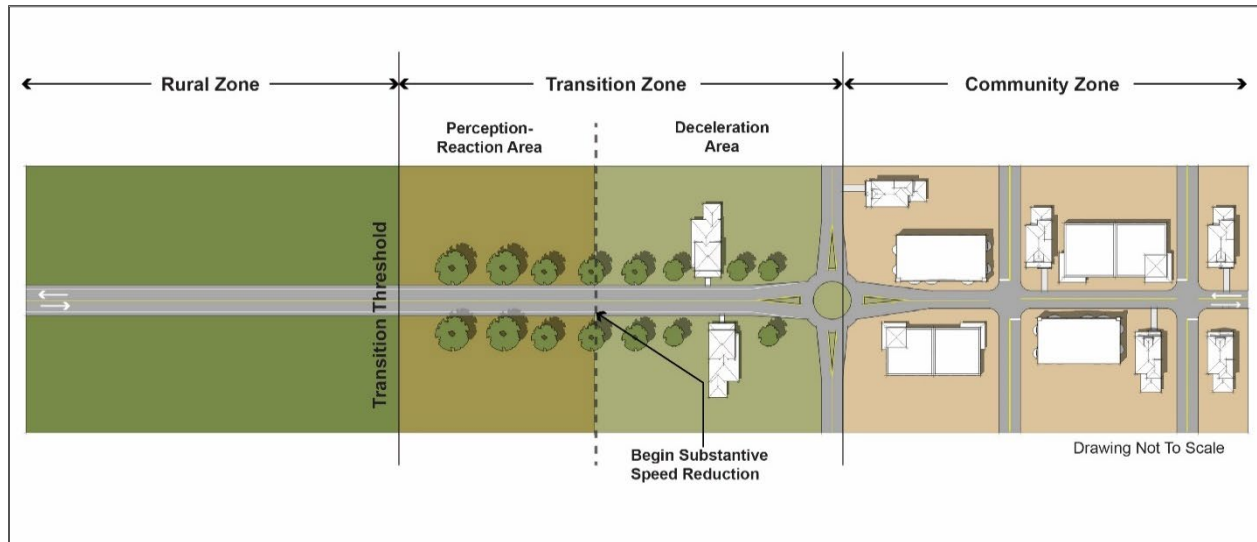 Rural Zone
Transition Zone
Community Zone
Perception-
Reaction Area
Deceleration
Area
Transition Threshold
Begin Substantive
Speed Reduction
Drawing Not To Scale